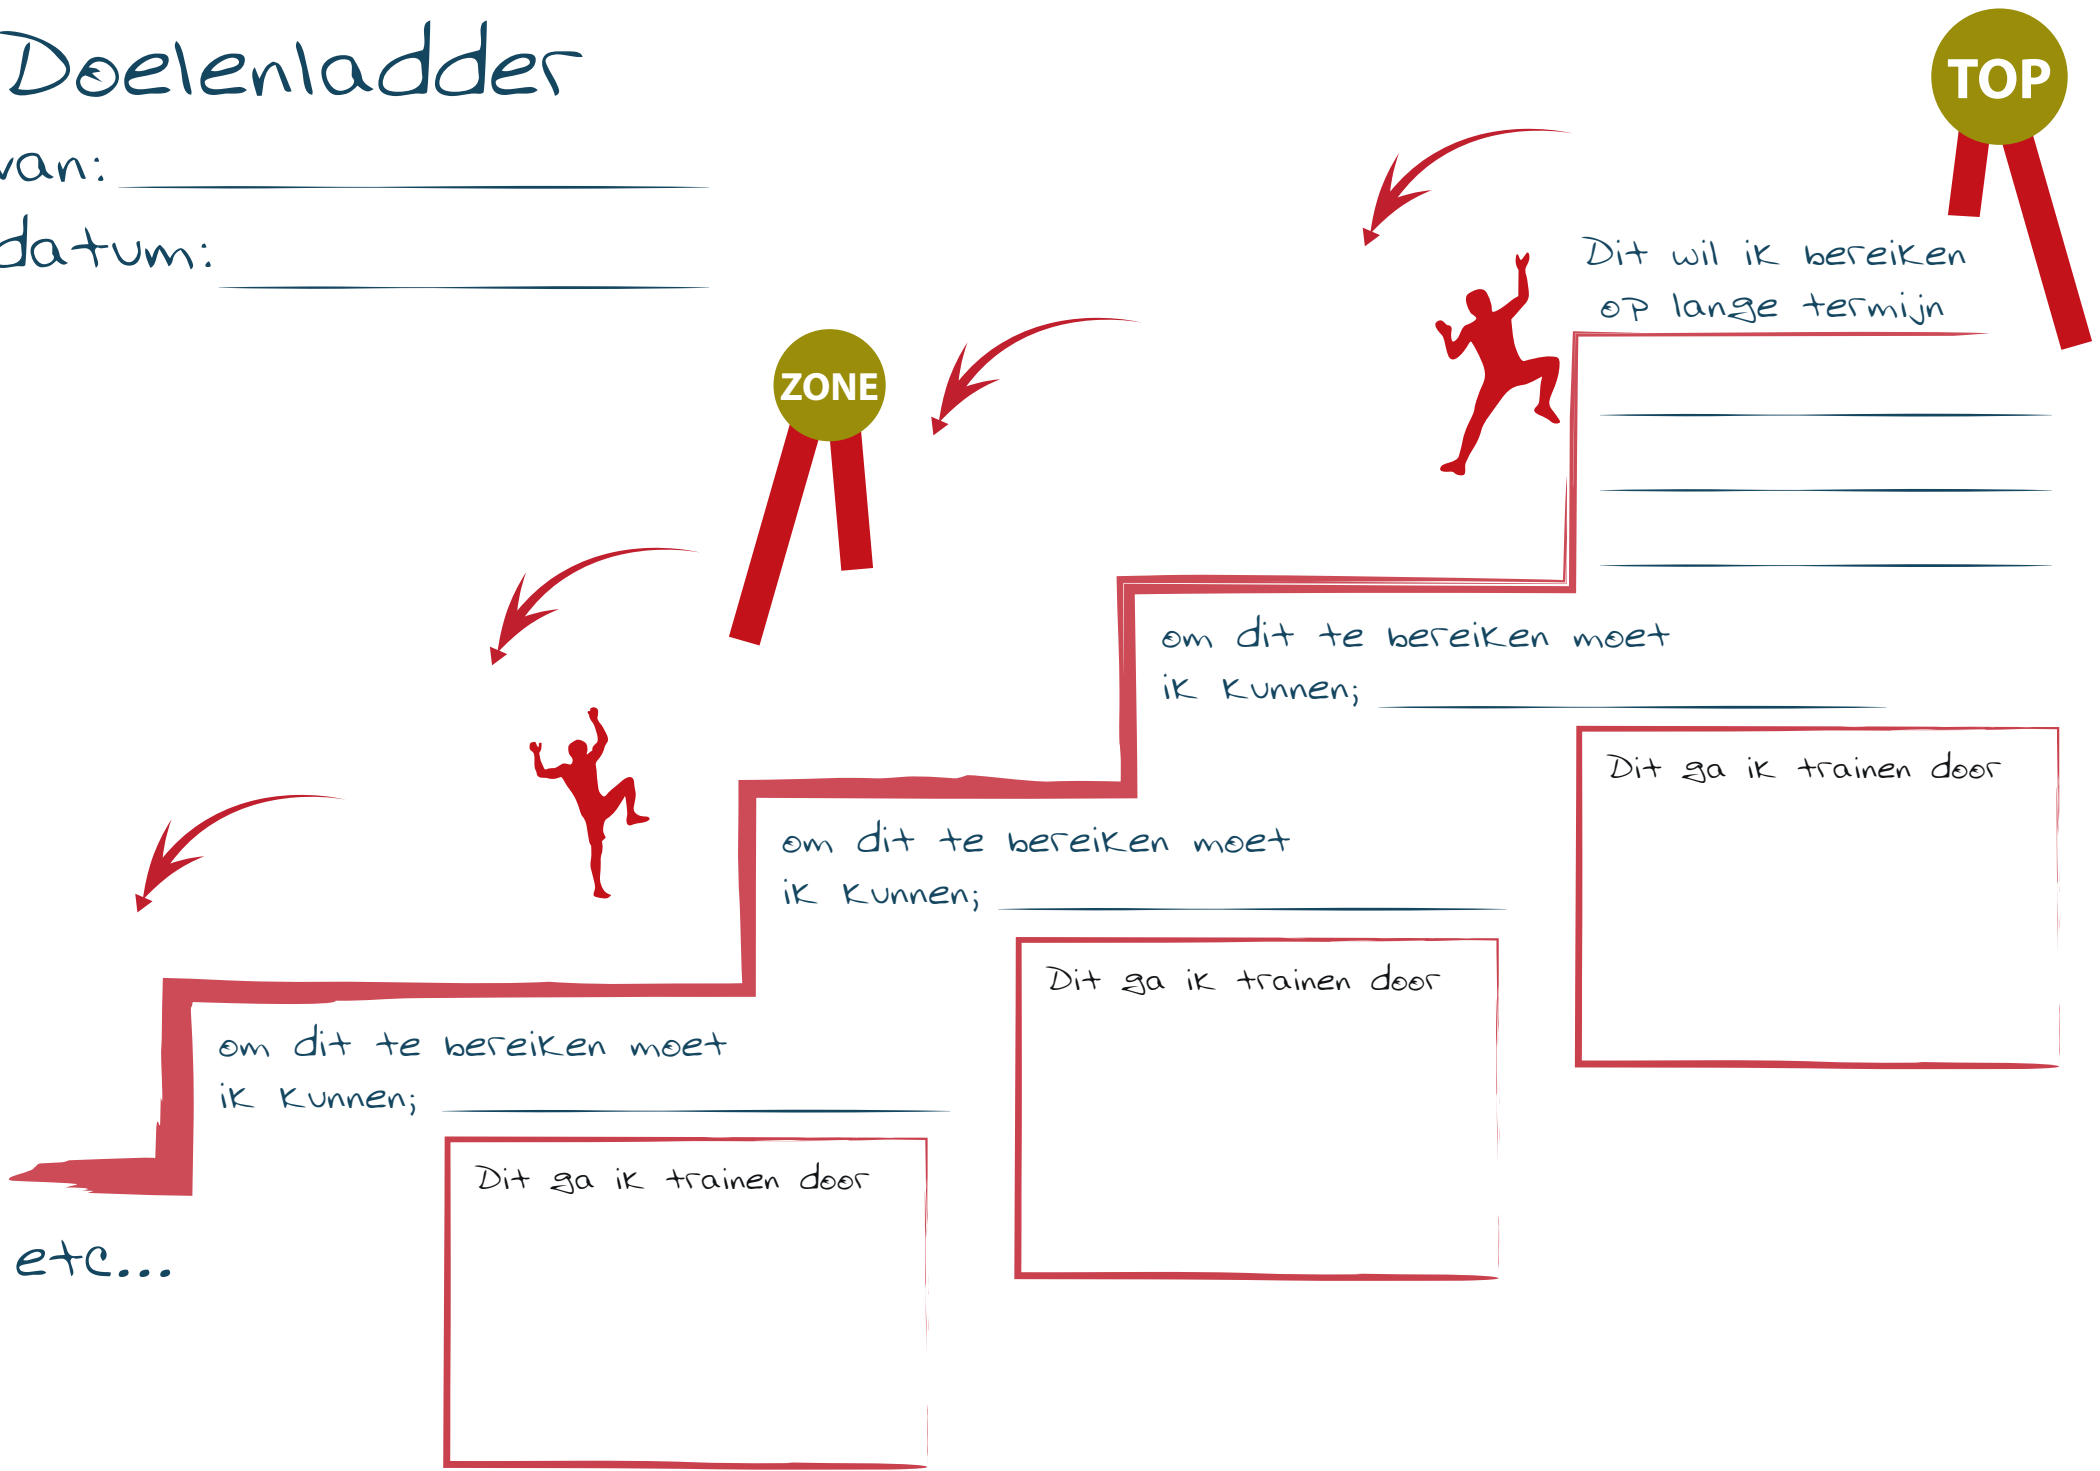 Doelenladder
van:
datum:
TOP
Dit wil ik bereiken
op lange termijn
ZONE
om dit te bereiken moet
ik kunnen;
Dit ga ik trainen door
om dit te bereiken moet
ik kunnen;
Dit ga ik trainen door
om dit te bereiken moet
ik kunnen;
Dit ga ik trainen door
etc...